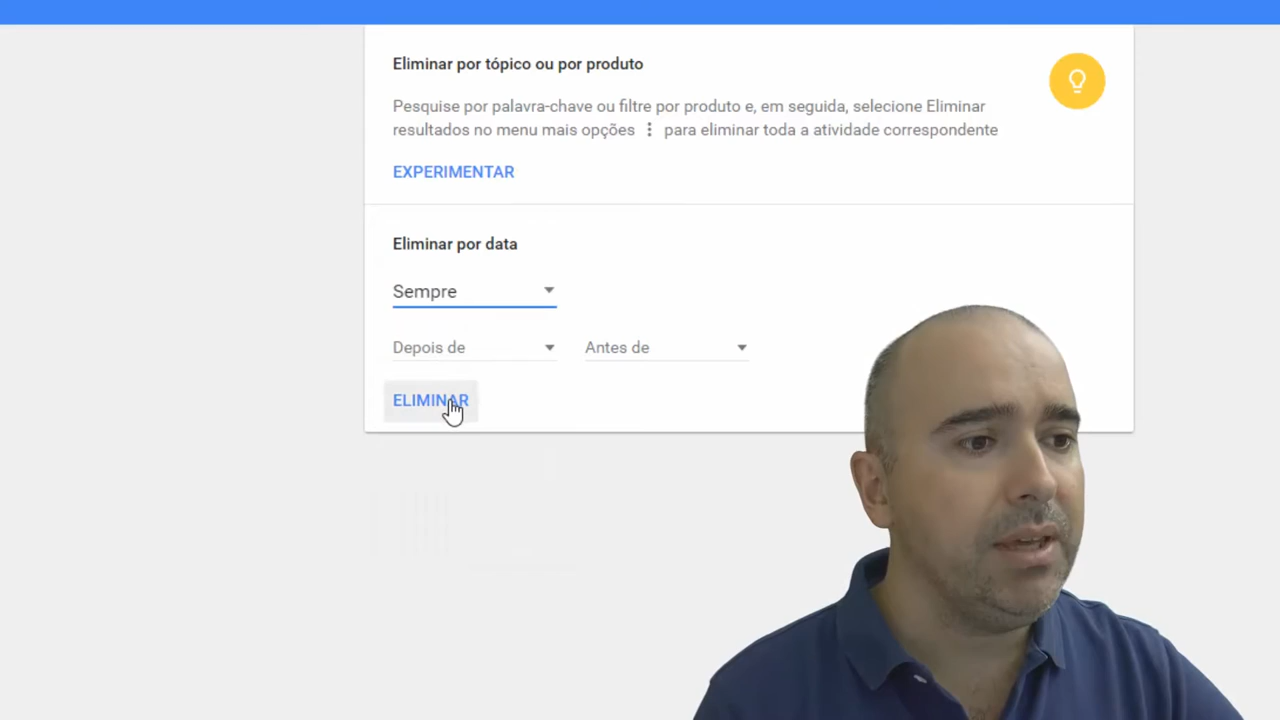 Eliminar por tópico ou por produto
Pesquise por palavra-chave ou filtre por produto e, em seguida, selecione Eliminar
resultados no menu mais opções ⋮ para eliminar toda a atividade correspondente
EXPERIMENTAR
Eliminar por data
Sempre
Depois de Antes de
ELIMINAR